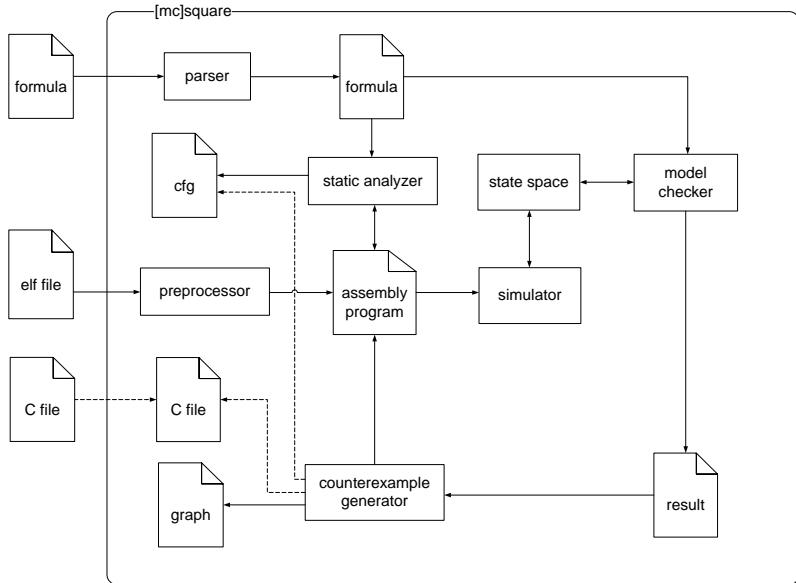 [mc]square
formula
parser
formula
cfg
static analyzer
state space
model
checker
elf file
preprocessor
assembly
program
simulator
C file
C file
graph
counterexample
generator
result